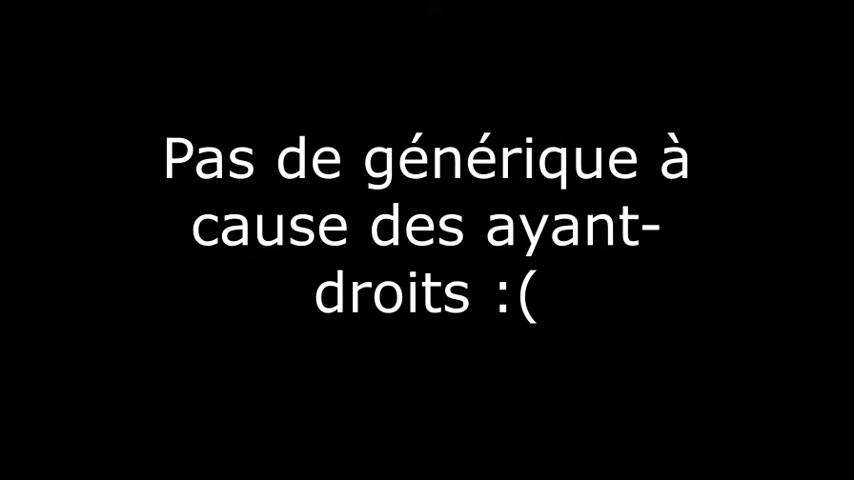 Pas de générique à
cause des ayant-
droits :(